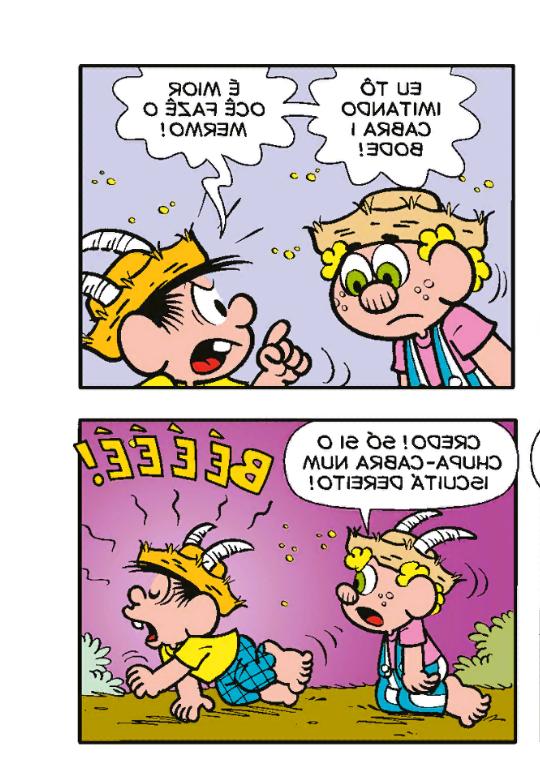 EU TÔ
IMITANDO
CABRA I
BODE!
É MIOR
OCÊ FAZÊ O
MERMO!
CREDO! SÓ SI O
CHUPA-CABRA NUM
ISCUITÁ DEREITO!
BÉÉÉÉ!